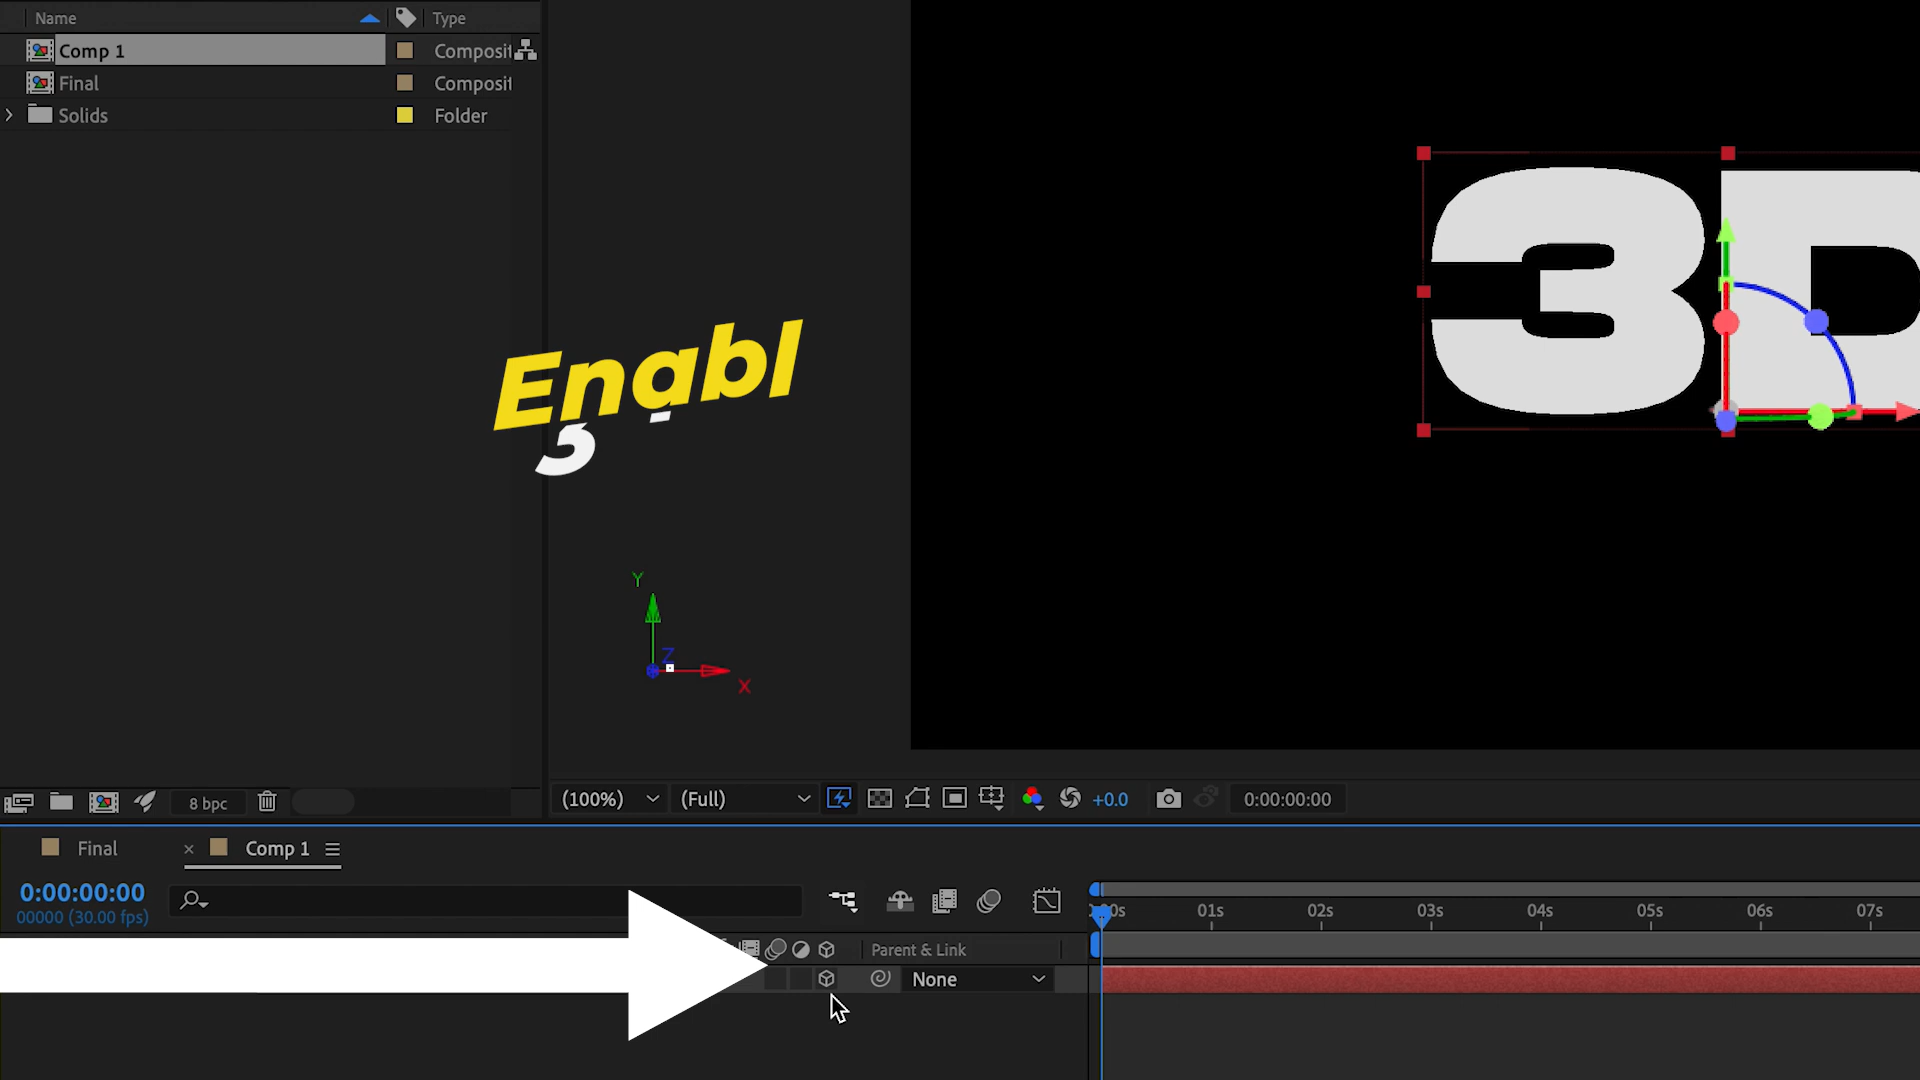 Name Type
Comp 1 Composit
Final Composit
Solids Folder
3D
Enabl
3
Y
Z
X
8 bpc (100%) (Full) +0.0 0:00:00:00
Final × Comp 1
0:00:00:00
00000 (30.00 fps)
00s 01s 02s 03s 04s 05s 06s 07s
Parent & Link
None